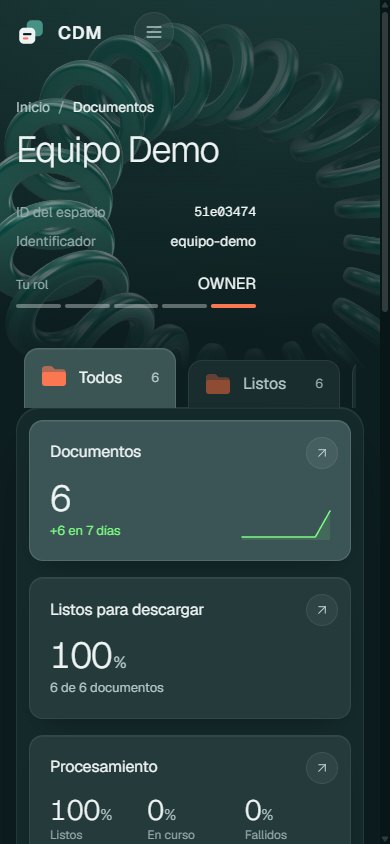 CDM
Inicio / Documentos
Equipo Demo
ID del espacio 51e03474
Identificador equipo-demo
Tu rol OWNER
Todos 6
Listos 6
Documentos
6
+6 en 7 días
Listos para descargar
100%
6 de 6 documentos
Procesamiento
100% 0% 0%
Listos En curso Fallidos